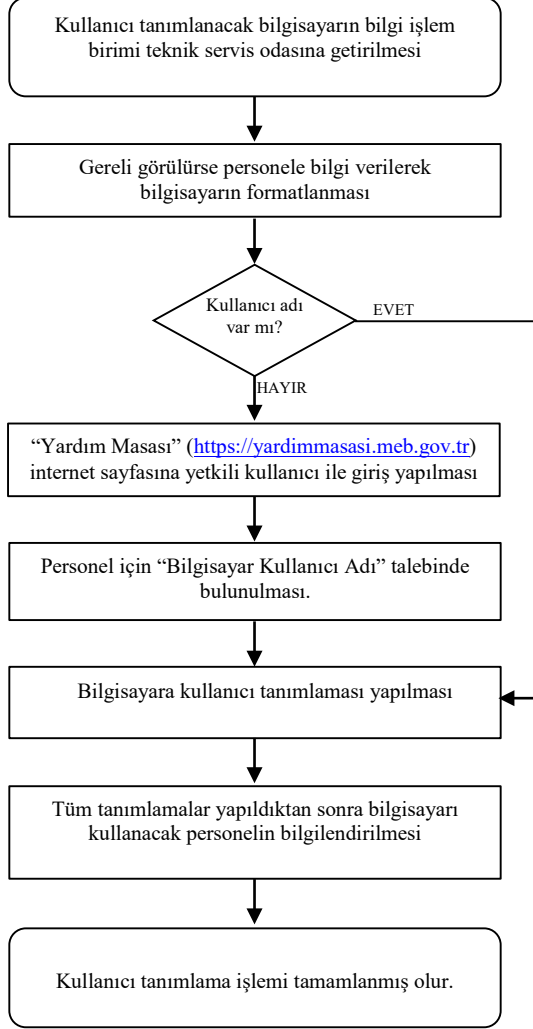 Kullanıcı tanımlanacak bilgisayarın bilgi işlem
birimi teknik servis odasına getirilmesi
Gereli görülürse personele bilgi verilerek
bilgisayarın formatlanması
Kullanıcı adı
var mı?
EVET
HAYIR
“Yardım Masası” (https://yardimmasasi.meb.gov.tr)
internet sayfasına yetkili kullanıcı ile giriş yapılması
Personel için “Bilgisayar Kullanıcı Adı” talebinde
bulunulması.
Bilgisayara kullanıcı tanımlaması yapılması
Tüm tanımlamalar yapıldıktan sonra bilgisayarı
kullanacak personelin bilgilendirilmesi
Kullanıcı tanımlama işlemi tamamlanmış olur.